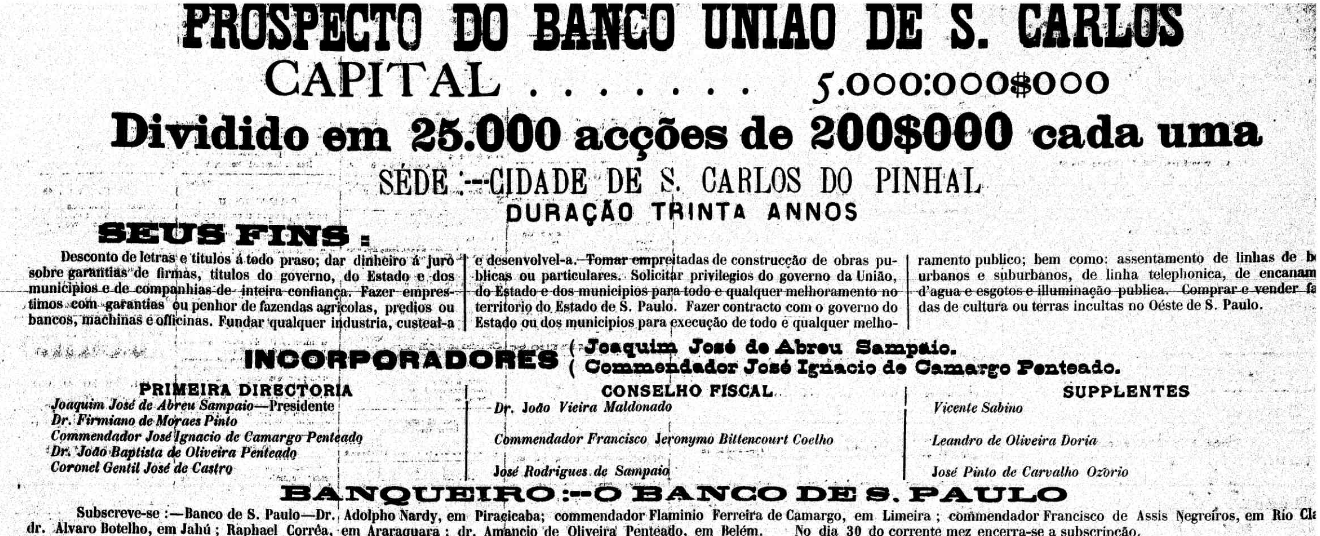 PROSPECTO DO BANCO UNIÃO DE S. CARLOS
CAPITAL . . . . . . . 5.000:000$000
Dividido em 25.000 acções de 200$000 cada uma
SÉDE :--CIDADE DE S. CARLOS DO PINHAL
DURAÇÃO TRINTA ANNOS
SEUS FINS :
Desconto de letras e titulos á todo praso; dar dinheiro á juro
sobre garantias de firmas, titulos do governo, do Estado e dos
municipios e de companhias de inteira confiança. Fazer empres-
timos com garantias ou penhor de fazendas agricolas, predios ou
bancos, machinas e officinas. Fundar qualquer industria, custeal-a
e desenvolvel-a. Tomar empreitadas de construcção de obras pu-
blicas ou particulares. Solicitar privilegios do governo da União,
do Estado e dos municipios para todo e qualquer melhoramento no
territorio do Estado de S. Paulo. Fazer contracto com o governo do
Estado ou dos municipios para execução de todo e qualquer melho-
ramento publico; bem como: assentamento de linhas de
urbanos e suburbanos, de linha telephonica, de encanam
d'agua e esgotos e illuminação publica. Comprar e vender fa
das de cultura ou terras incultas no Oéste de S. Paulo.
INCORPORADORES ( Joaquim José de Abreu Sampaio.
( Commendador José Ignacio de Camargo Penteado.
PRIMEIRA DIRECTORIA
Joaquim José de Abreu Sampaio—Presidente
Dr. Firmiano de Moraes Pinto
Commendador José Ignacio de Camargo Penteado
Dr. João Baptista de Oliveira Penteado
Coronel Gentil José de Castro
CONSELHO FISCAL
Dr. João Vieira Maldonado
Commendador Francisco Jeronymo Bittencourt Coelho
José Rodrigues de Sampaio
SUPPLENTES
Vicente Sabino
Leandro de Oliveira Doria
José Pinto de Carvalho Ozorio
BANQUEIRO :--O BANCO DE S. PAULO
Subscreve-se :—Banco de S. Paulo—Dr. Adolpho Nardy, em Piracicaba; commendador Flaminio Ferreira de Camargo, em Limeira ; commendador Francisco de Assis Negreiros, em Rio Cla
dr. Alvaro Botelho, em Jahú ; Raphael Corrêa, em Araraquara ; dr. Amancio de Oliveira Penteado, em Belém. No dia 30 do corrente mez encerra-se a subscripção.